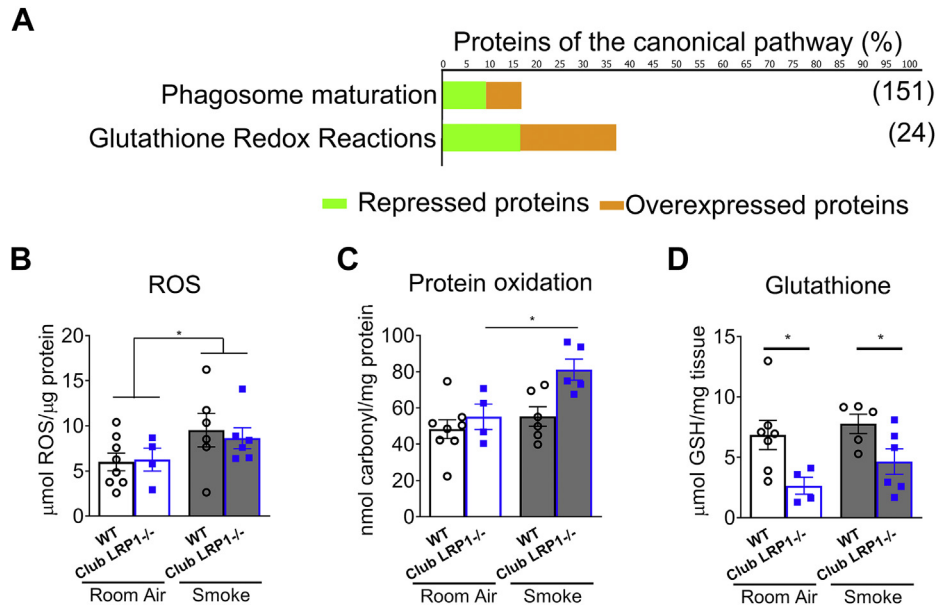 A
Proteins of the canonical pathway (%)
0 5 10 15 20 25 30 35 40 45 50 55 60 65 70 75 80 85 90 95 100
Phagosome maturation (151)
Glutathione Redox Reactions (24)
Repressed proteins Overexpressed proteins
B C D
ROS Protein oxidation Glutathione
* * * *
μmol ROS/μg protein
20
15
10
5
0
WT Club LRP1-/- WT Club LRP1-/-
Room Air Smoke
nmol carbonyl/mg protein
100
80
60
40
20
0
WT Club LRP1-/- WT Club LRP1-/-
Room Air Smoke
μmol GSH/mg tissue
15
10
5
0
WT Club LRP1-/- WT Club LRP1-/-
Room Air Smoke